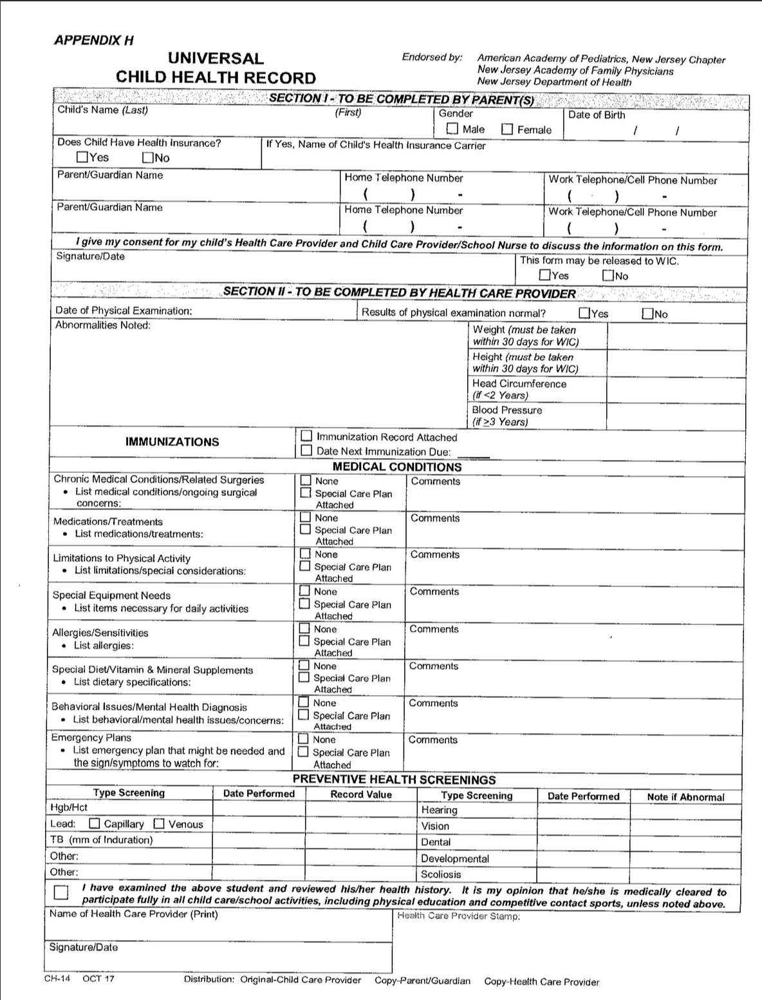 APPENDIX H
UNIVERSAL
CHILD HEALTH RECORD
Endorsed by: American Academy of Pediatrics, New Jersey Chapter
New Jersey Academy of Family Physicians
New Jersey Department of Health
SECTION I - TO BE COMPLETED BY PARENT(S)
Child's Name (Last) (First) Gender Date of Birth
Male Female / /
Does Child Have Health Insurance? If Yes, Name of Child's Health Insurance Carrier
Yes No
Parent/Guardian Name Home Telephone Number Work Telephone/Cell Phone Number
( ) - ( ) -
Parent/Guardian Name Home Telephone Number Work Telephone/Cell Phone Number
( ) - ( ) -
I give my consent for my child's Health Care Provider and Child Care Provider/School Nurse to discuss the information on this form.
Signature/Date This form may be released to WIC.
Yes No
SECTION II - TO BE COMPLETED BY HEALTH CARE PROVIDER
Date of Physical Examination: Results of physical examination normal? Yes No
Abnormalities Noted: Weight (must be taken
within 30 days for WIC)
Height (must be taken
within 30 days for WIC)
Head Circumference
(if <2 Years)
Blood Pressure
(if ≥3 Years)
IMMUNIZATIONS
Immunization Record Attached
Date Next Immunization Due: _____
MEDICAL CONDITIONS
Chronic Medical Conditions/Related Surgeries
• List medical conditions/ongoing surgical
concerns:
None
Special Care Plan
Attached
Comments
Medications/Treatments
• List medications/treatments:
None
Special Care Plan
Attached
Comments
Limitations to Physical Activity
• List limitations/special considerations:
None
Special Care Plan
Attached
Comments
Special Equipment Needs
• List items necessary for daily activities
None
Special Care Plan
Attached
Comments
Allergies/Sensitivities
• List allergies:
None
Special Care Plan
Attached
Comments
Special Diet/Vitamin & Mineral Supplements
• List dietary specifications:
None
Special Care Plan
Attached
Comments
Behavioral Issues/Mental Health Diagnosis
• List behavioral/mental health issues/concerns:
None
Special Care Plan
Attached
Comments
Emergency Plans
• List emergency plan that might be needed and
the sign/symptoms to watch for:
None
Special Care Plan
Attached
Comments
PREVENTIVE HEALTH SCREENINGS
Type Screening Date Performed Record Value Type Screening Date Performed Note if Abnormal
Hgb/Hct Hearing
Lead: Capillary Venous Vision
TB (mm of Induration) Dental
Other: Developmental
Other: Scoliosis
I have examined the above student and reviewed his/her health history. It is my opinion that he/she is medically cleared to
participate fully in all child care/school activities, including physical education and competitive contact sports, unless noted above.
Name of Health Care Provider (Print) Health Care Provider Stamp:
Signature/Date
CH-14 OCT 17 Distribution: Original-Child Care Provider Copy-Parent/Guardian Copy-Health Care Provider